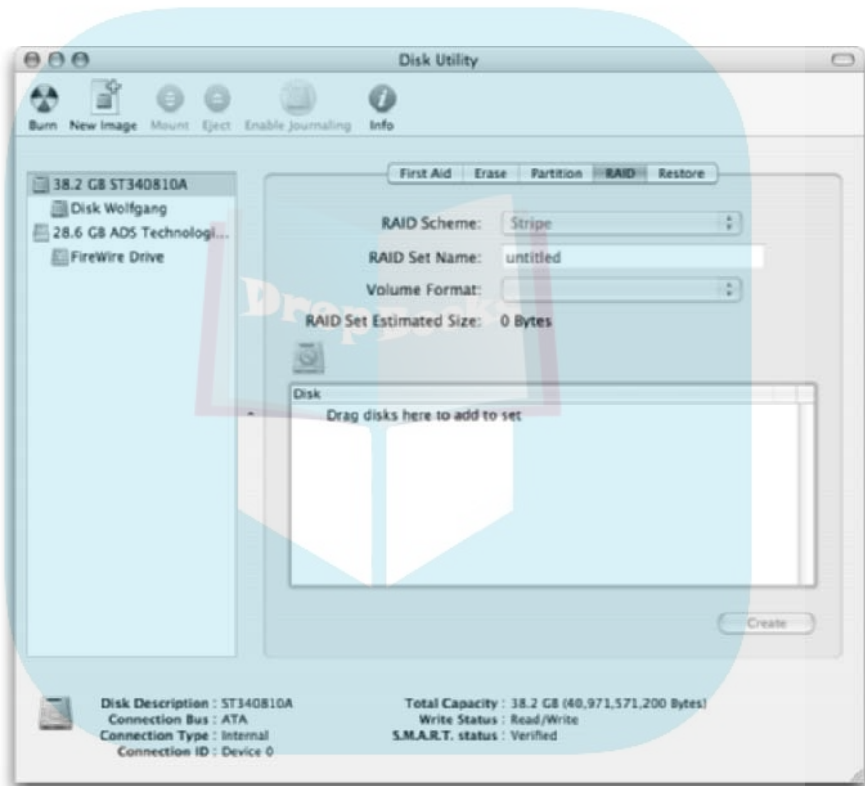 Disk Utility
Burn New Image Mount Eject Enable Journaling Info
First Aid Erase Partition RAID Restore
38.2 GB ST340810A
Disk Wolfgang
28.6 GB ADS Technologi...
FireWire Drive
RAID Scheme: Stripe
RAID Set Name: untitled
Volume Format:
RAID Set Estimated Size: 0 Bytes
DropBooks
Disk
Drag disks here to add to set
Create
Disk Description : ST340810A
Connection Bus : ATA
Connection Type : Internal
Connection ID : Device 0
Total Capacity : 38.2 GB (40,971,571,200 Bytes)
Write Status : Read/Write
S.M.A.R.T. status : Verified